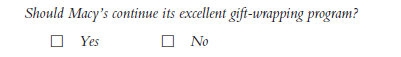 Should Macy's continue its excellent gift-wrapping program?
☐ Yes ☐ No